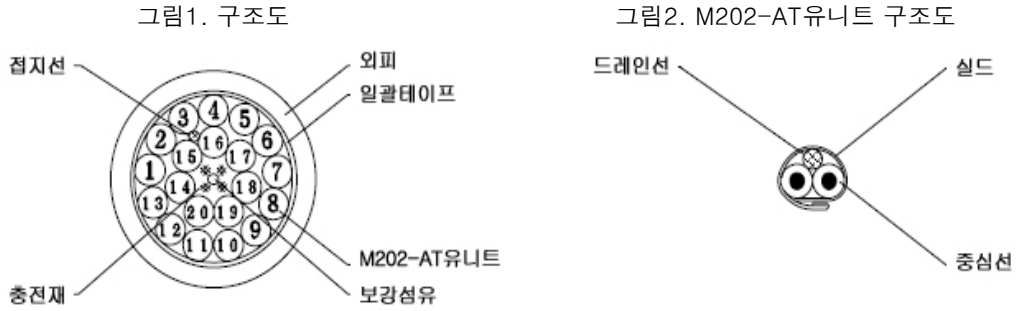 그림1. 구조도
그림2. M202-AT유니트 구조도
접지선
외피
일괄테이프
3 4 5
2 16 6
15 17
1 7
14 18
13 8
20 19
12 9
11 10
M202-AT유니트
충전재
보강섬유
드레인선
실드
중심선